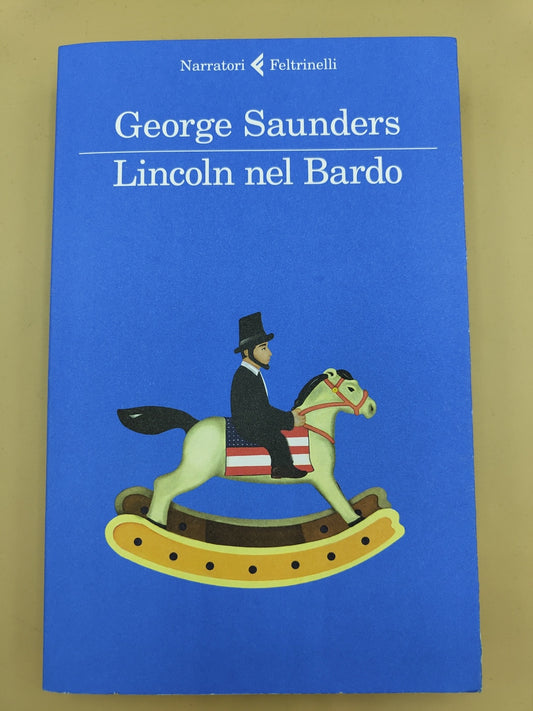 Narratori Feltrinelli
George Saunders
Lincoln nel Bardo